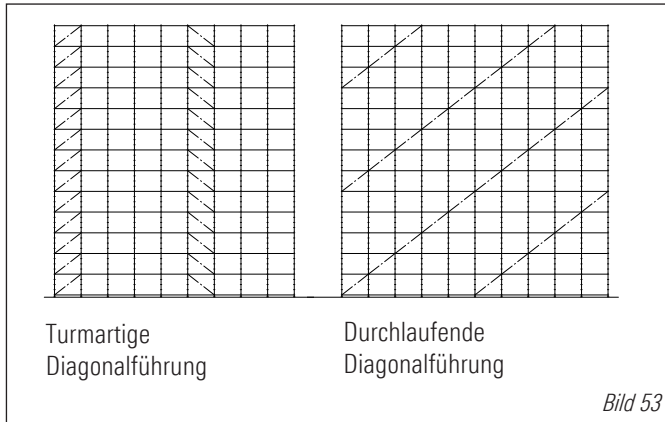 Turmartige
Diagonalführung
Durchlaufende
Diagonalführung
Bild 53